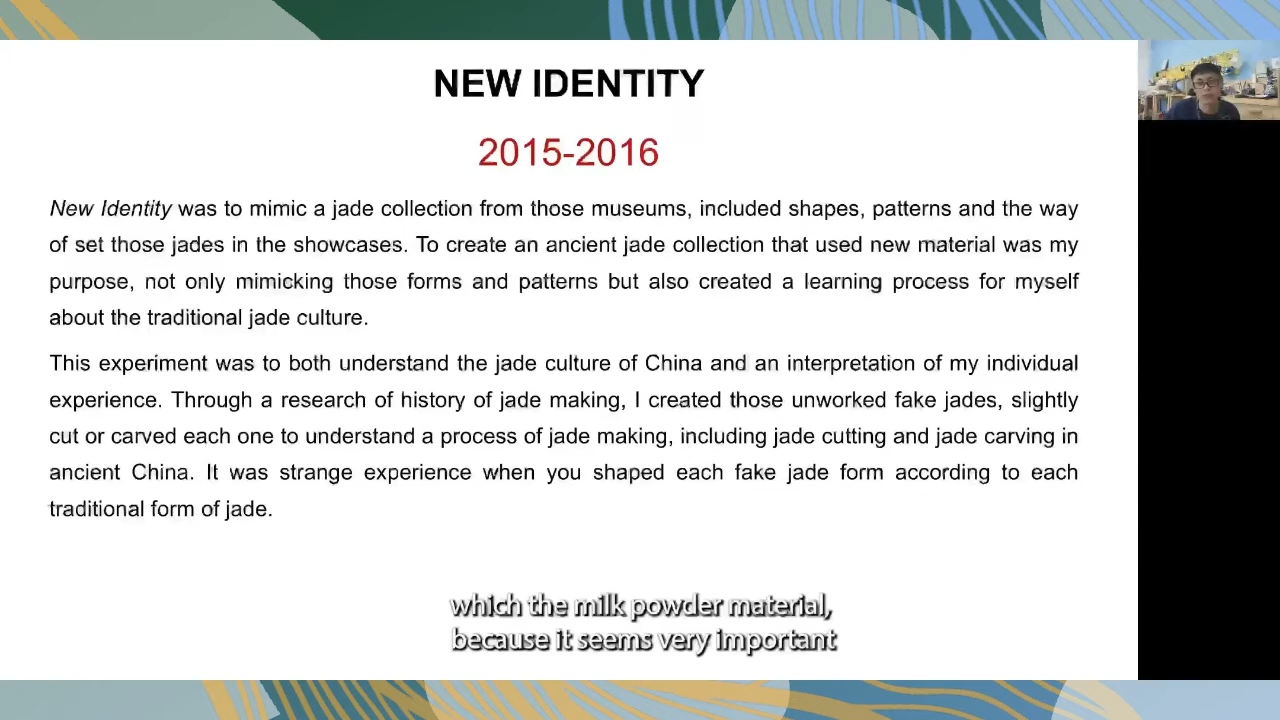 NEW IDENTITY
2015-2016
New Identity was to mimic a jade collection from those museums, included shapes, patterns and the way
of set those jades in the showcases. To create an ancient jade collection that used new material was my
purpose, not only mimicking those forms and patterns but also created a learning process for myself
about the traditional jade culture.
This experiment was to both understand the jade culture of China and an interpretation of my individual
experience. Through a research of history of jade making, I created those unworked fake jades, slightly
cut or carved each one to understand a process of jade making, including jade cutting and jade carving in
ancient China. It was strange experience when you shaped each fake jade form according to each
traditional form of jade.
which the milk powder material,
because it seems very important